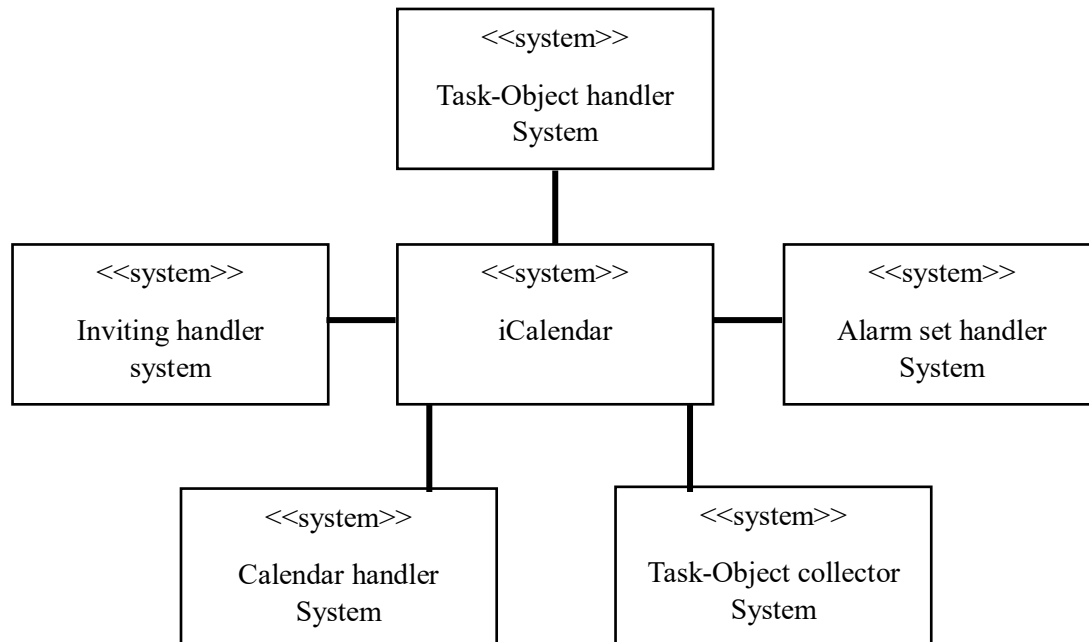 <<system>>
Task-Object handler
System
<<system>>
Inviting handler
system
<<system>>
iCalendar
<<system>>
Alarm set handler
System
<<system>>
Calendar handler
System
<<system>>
Task-Object collector
System